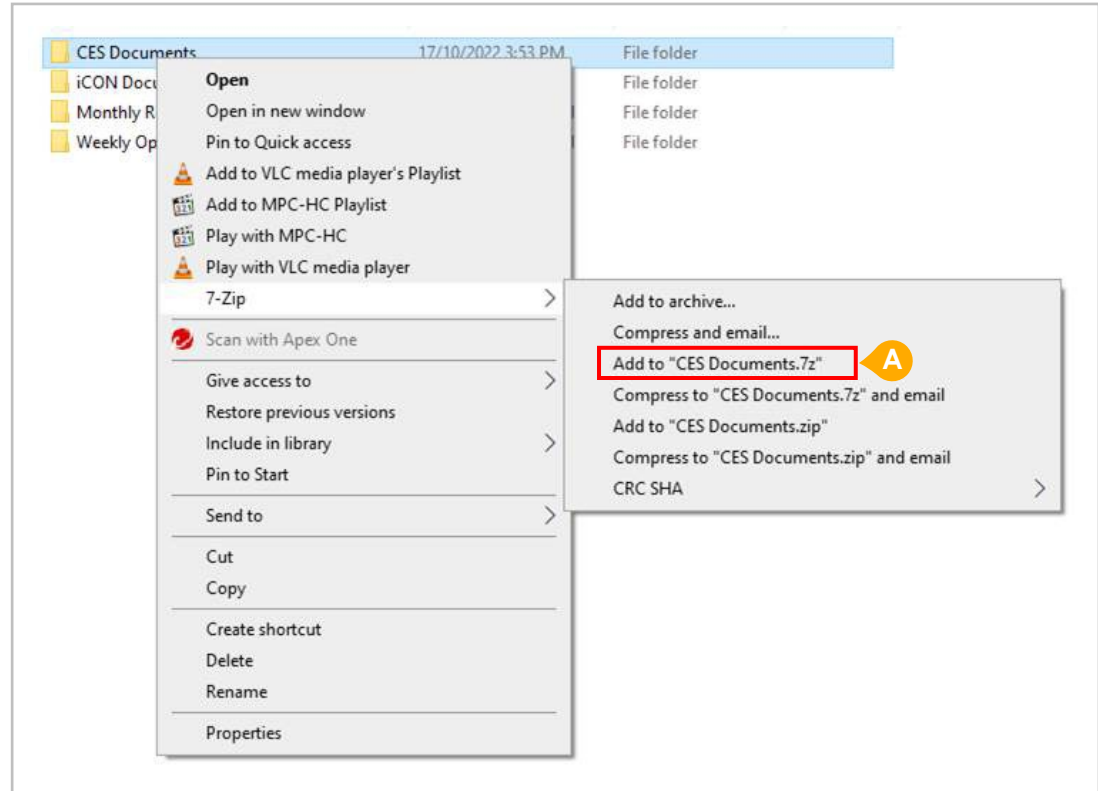 CES Documents 17/10/2022 3:53 PM File folder
iCON Docu File folder
Monthly R File folder
Weekly Op File folder
Open
Open in new window
Pin to Quick access
Add to VLC media player's Playlist
Add to MPC-HC Playlist
Play with MPC-HC
Play with VLC media player
7-Zip
Scan with Apex One
Give access to
Restore previous versions
Include in library
Pin to Start
Send to
Cut
Copy
Create shortcut
Delete
Rename
Properties
Add to archive...
Compress and email...
Add to "CES Documents.7z" A
Compress to "CES Documents.7z" and email
Add to "CES Documents.zip"
Compress to "CES Documents.zip" and email
CRC SHA